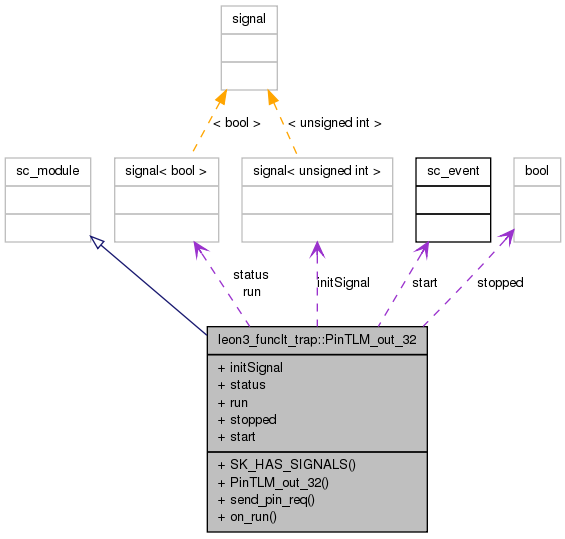 signal
< bool >
< unsigned int >
sc_module
signal< bool >
signal< unsigned int >
sc_event
bool
status
run
initSignal
start
stopped
leon3_funclt_trap::PinTLM_out_32
+ initSignal
+ status
+ run
+ stopped
+ start
+ SK_HAS_SIGNALS()
+ PinTLM_out_32()
+ send_pin_req()
+ on_run()